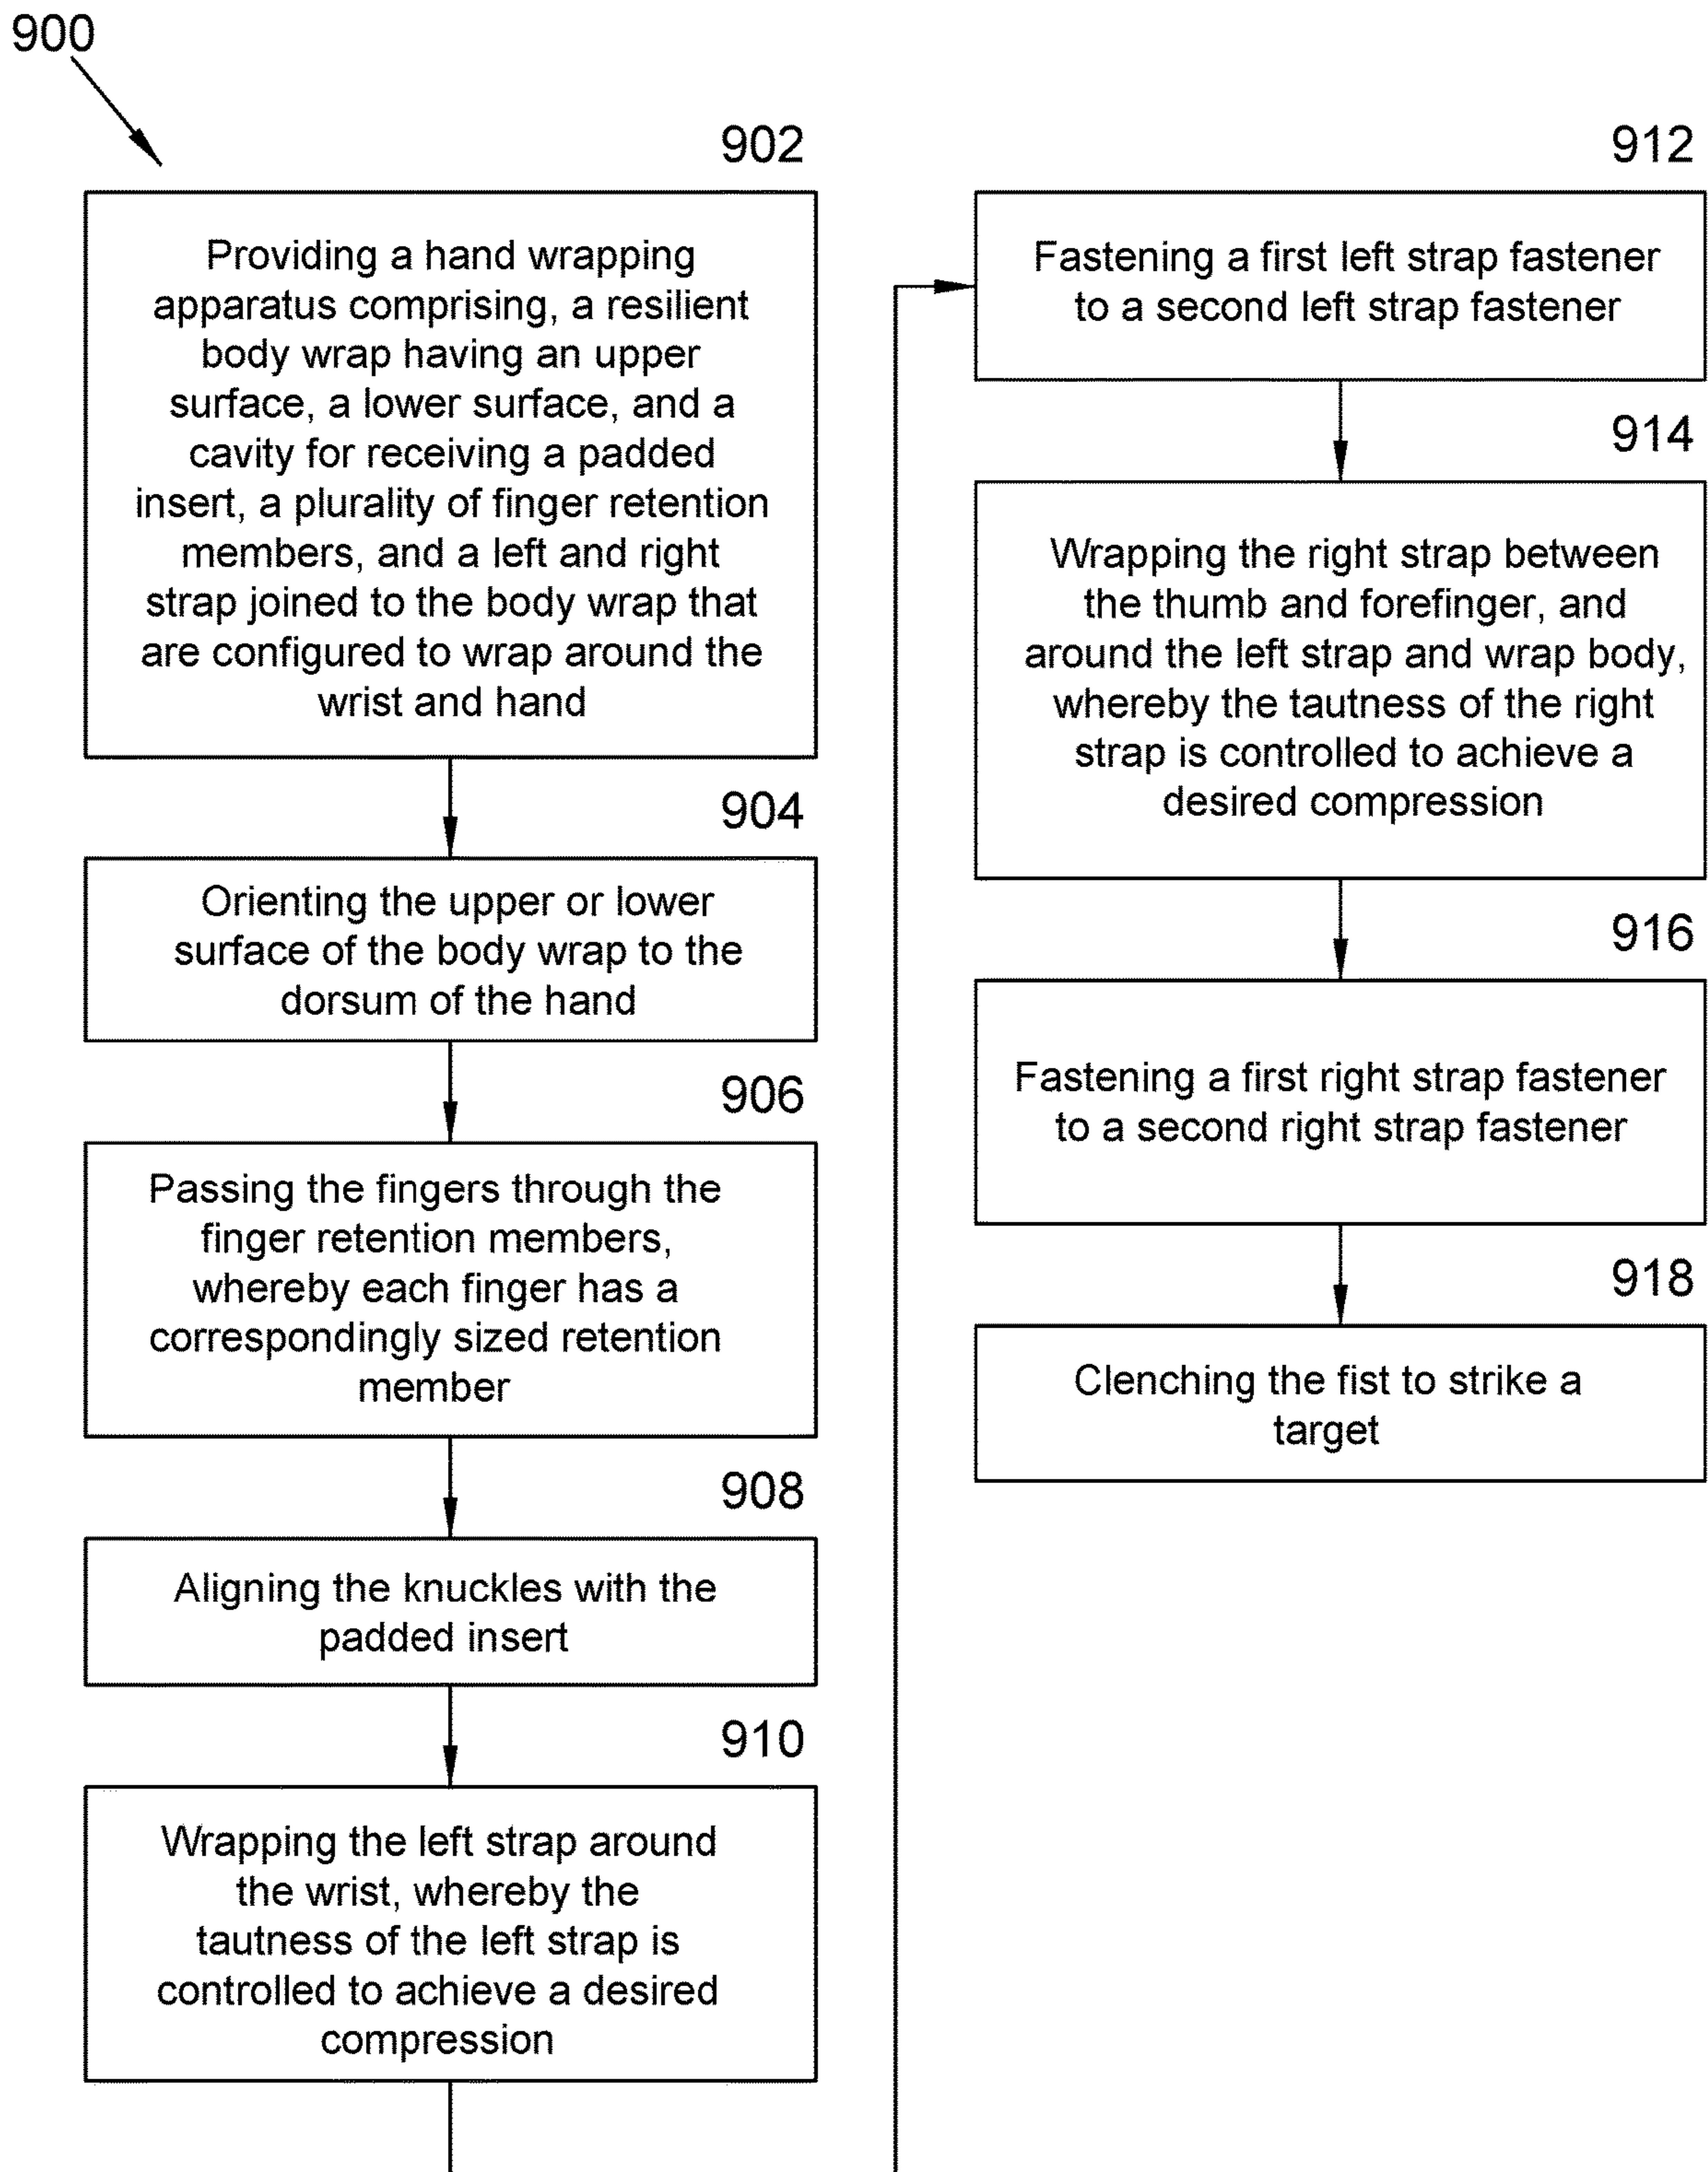 900
902
Providing a hand wrapping
apparatus comprising, a resilient
body wrap having an upper
surface, a lower surface, and a
cavity for receiving a padded
insert, a plurality of finger retention
members, and a left and right
strap joined to the body wrap that
are configured to wrap around the
wrist and hand
904
Orienting the upper or lower
surface of the body wrap to the
dorsum of the hand
906
Passing the fingers through the
finger retention members,
whereby each finger has a
correspondingly sized retention
member
908
Aligning the knuckles with the
padded insert
910
Wrapping the left strap around
the wrist, whereby the
tautness of the left strap is
controlled to achieve a desired
compression
912
Fastening a first left strap fastener
to a second left strap fastener
914
Wrapping the right strap between
the thumb and forefinger, and
around the left strap and wrap body,
whereby the tautness of the right
strap is controlled to achieve a
desired compression
916
Fastening a first right strap fastener
to a second right strap fastener
918
Clenching the fist to strike a
target